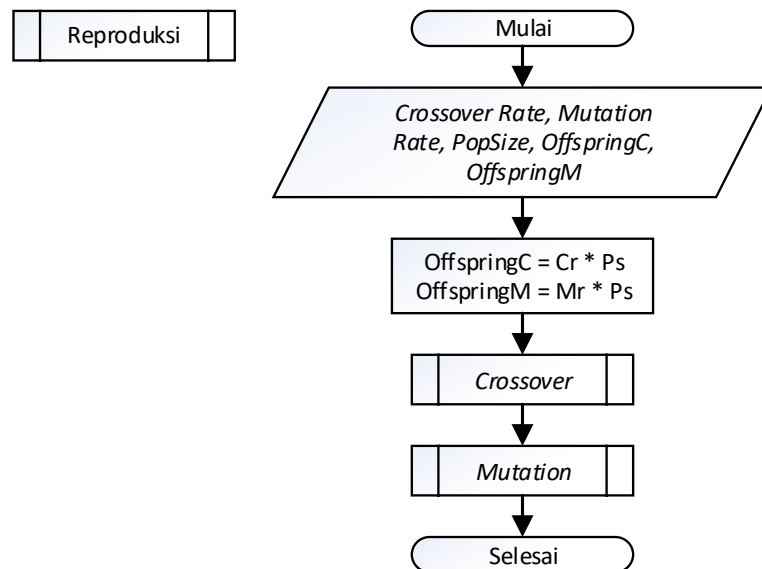 Reproduksi
Mulai
Crossover Rate, Mutation
Rate, PopSize, OffspringC,
OffspringM
OffspringC = Cr * Ps
OffspringM = Mr * Ps
Crossover
Mutation
Selesai